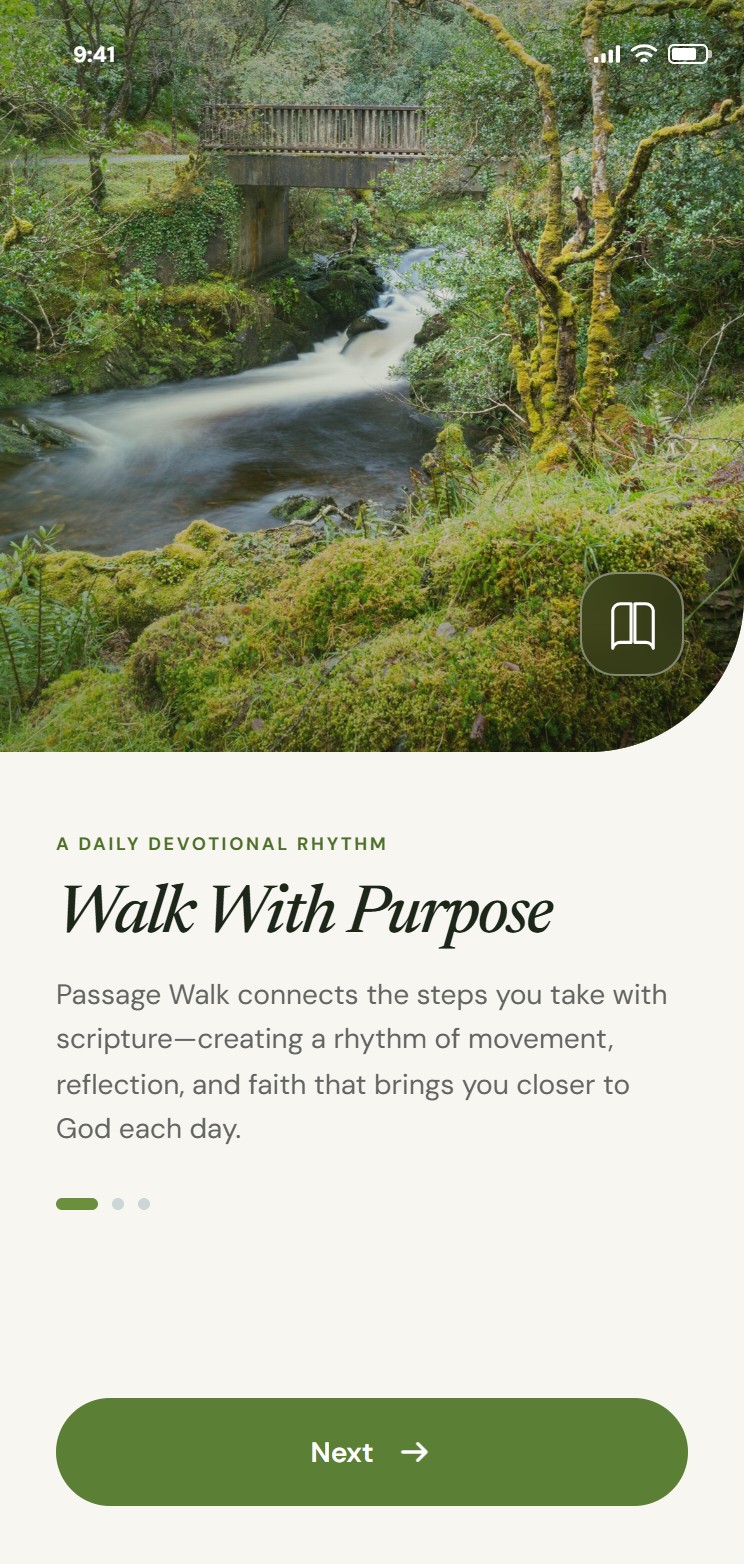 9:41
A DAILY DEVOTIONAL RHYTHM
Walk With Purpose
Passage Walk connects the steps you take with
scripture—creating a rhythm of movement,
reflection, and faith that brings you closer to
God each day.
Next